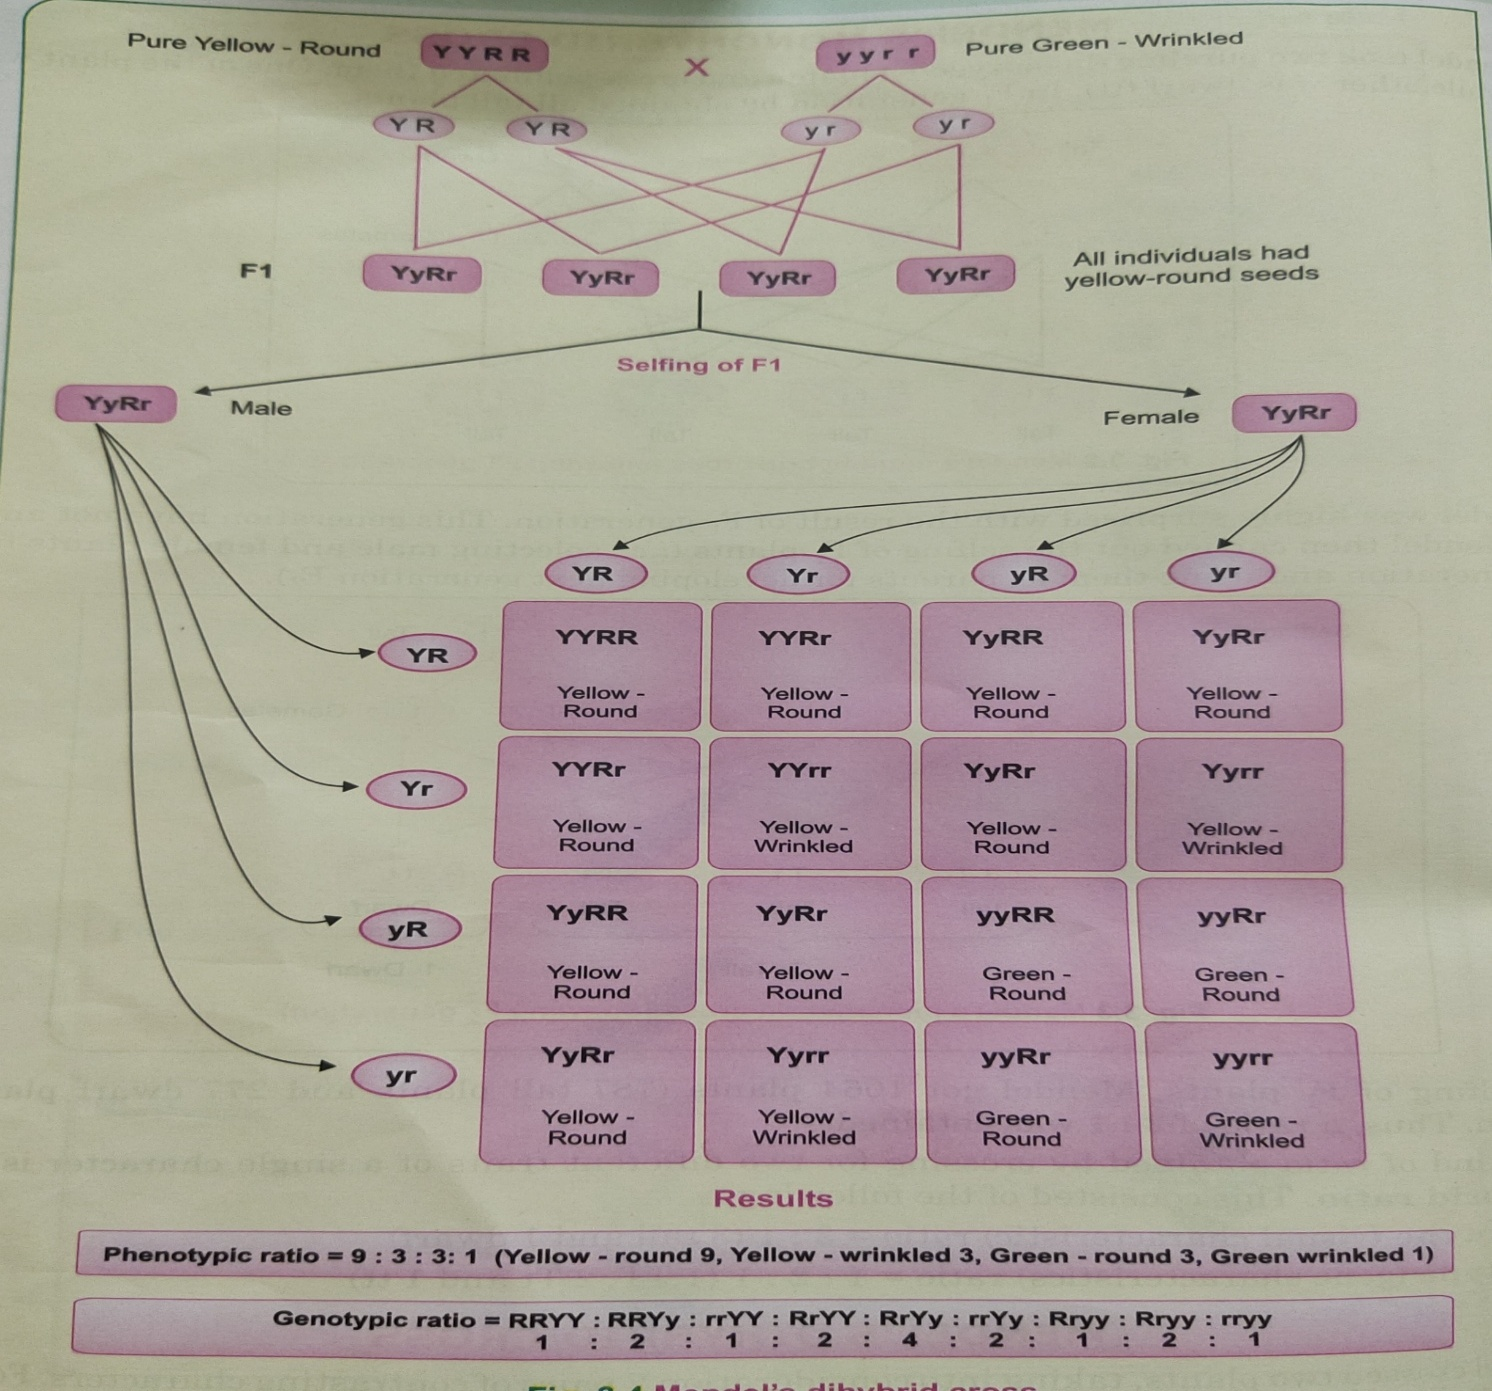 Pure Yellow - Round YYRR X yyrr Pure Green - Wrinkled
YR YR yr yr
F1 YyRr YyRr YyRr YyRr All individuals had
yellow-round seeds
Selfing of F1
YyRr Male Female YyRr
YR Yr yR yr
YR YYRR YYRr YyRR YyRr
Yellow - Yellow - Yellow - Yellow -
Round Round Round Round
Yr YYRr YYrr YyRr Yyrr
Yellow - Yellow - Yellow - Yellow -
Round Wrinkled Round Wrinkled
yR YyRR YyRr yyRR yyRr
Yellow - Yellow - Green - Green -
Round Round Round Round
yr YyRr Yyrr yyRr yyrr
Yellow - Yellow - Green - Green -
Round Wrinkled Round Wrinkled
Results
Phenotypic ratio = 9 : 3 : 3: 1 (Yellow - round 9, Yellow - wrinkled 3, Green - round 3, Green wrinkled 1)
Genotypic ratio = RRYY : RRYy : rrYY : RrYY : RrYy : rrYy : Rryy : Rryy : rryy
1 : 2 : 1 : 2 : 4 : 2 : 1 : 2 : 1
Mendel's dihybrid cross